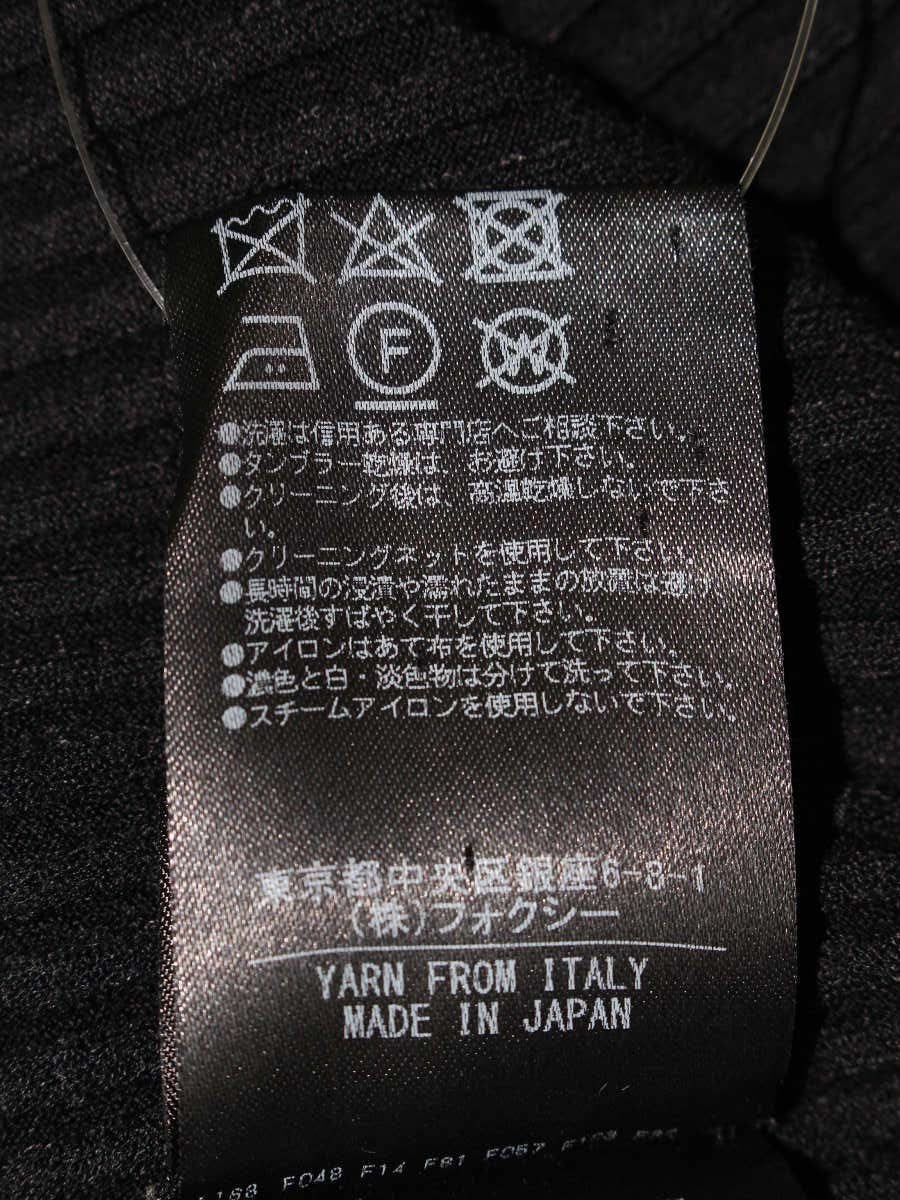 F
W
●洗濯は信用ある専門店へご相談下さい。
●タンブラー乾燥は、お避け下さい。
●クリーニング後は、高温乾燥しないで下さ
い。
●クリーニングネットを使用して下さい。
●長時間の浸漬や濡れたままの放置は避け
洗濯後すばやく干して下さい。
●アイロンはあて布を使用して下さい。
●濃色と白・淡色物は分けて洗って下さい。
●スチームアイロンを使用しないで下さい。
東京都中央区銀座6-8-1
(株)フォクシー
YARN FROM ITALY
MADE IN JAPAN
F048 F14 F81 F057